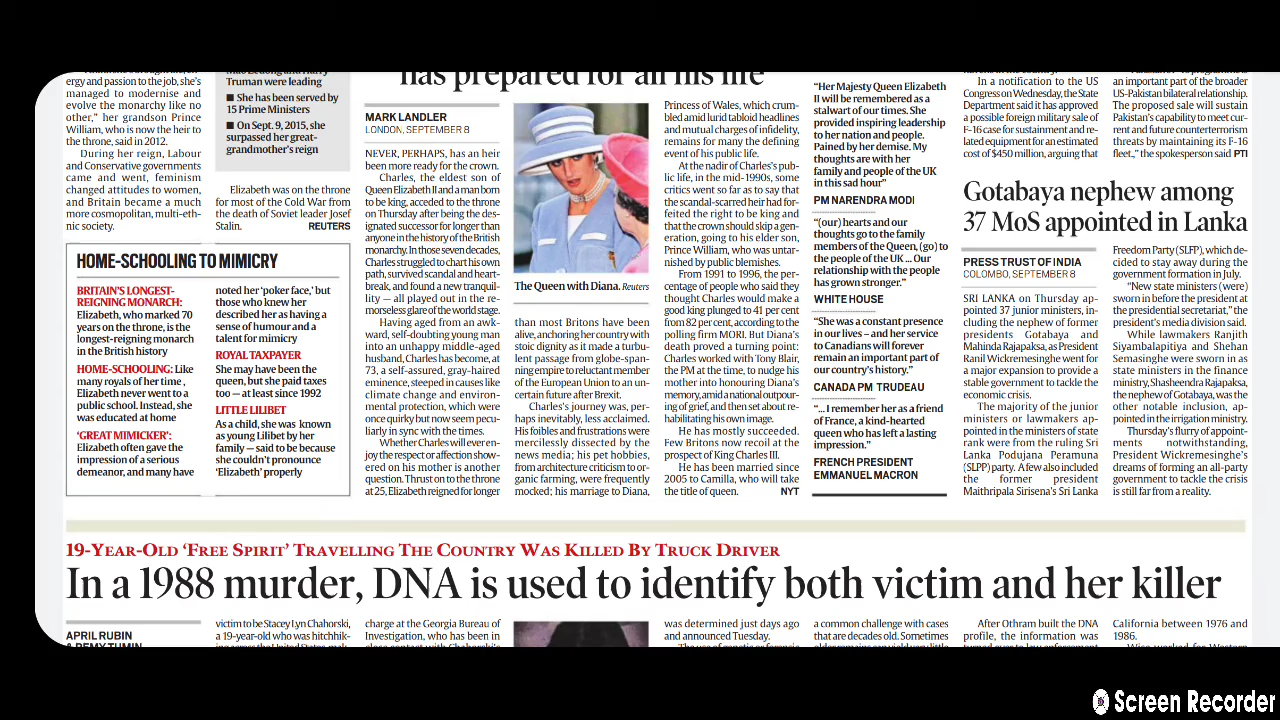 ergy and passion to the job, she's
managed to modernise and
evolve the monarchy like no
other," her grandson Prince
William, who is now the heir to
the throne, said in 2012.
During her reign, Labour
and Conservative governments
came and went, feminism
changed attitudes to women,
and Britain became a much
more cosmopolitan, multi-eth-
nic society.
Truman were leading
■ She has been served by
15 Prime Ministers
■ On Sept. 9, 2015, she
surpassed her great-
grandmother's reign
Elizabeth was on the throne
for most of the Cold War from
the death of Soviet leader Josef
Stalin. REUTERS
HOME-SCHOOLING TO MIMICRY
BRITAIN'S LONGEST-
REIGNING MONARCH:
Elizabeth, who marked 70
years on the throne, is the
longest-reigning monarch
in the British history
HOME-SCHOOLING: Like
many royals of her time ,
Elizabeth never went to a
public school. Instead, she
was educated at home
'GREAT MIMICKER':
Elizabeth often gave the
impression of a serious
demeanor, and many have
noted her 'poker face,' but
those who knew her
described her as having a
sense of humour and a
talent for mimicry
ROYAL TAXPAYER
She may have been the
queen, but she paid taxes
too — at least since 1992
LITTLE LILIBET
As a child, she was known
as young Lilibet by her
family — said to be because
she couldn't pronounce
'Elizabeth' properly
has prepared for all his life
MARK LANDLER
LONDON, SEPTEMBER 8
NEVER, PERHAPS, has an heir
been more ready for the crown.
Charles, the eldest son of
Queen Elizabeth II and a man born
to be king, acceded to the throne
on Thursday after being the des-
ignated successor for longer than
anyone in the history of the British
monarchy. In those seven decades,
Charles struggled to chart his own
path, survived scandal and heart-
break, and found a new tranquil-
lity — all played out in the re-
morseless glare of the world stage.
Having aged from an awk-
ward, self-doubting young man
into an unhappy middle-aged
husband, Charles has become, at
73, a self-assured, gray-haired
eminence, steeped in causes like
climate change and environ-
mental protection, which were
once quirky but now seem pecu-
liarly in sync with the times.
Whether Charles will ever en-
joy the respect or affection show-
ered on his mother is another
question. Thrust on to the throne
at 25, Elizabeth reigned for longer
The Queen with Diana. Reuters
than most Britons have been
alive, anchoring her country with
stoic dignity as it made a turbu-
lent passage from globe-span-
ning empire to reluctant member
of the European Union to an un-
certain future after Brexit.
Charles's journey was, per-
haps inevitably, less acclaimed.
His foibles and frustrations were
mercilessly dissected by the
news media; his pet hobbies,
from architecture criticism to or-
ganic farming, were frequently
mocked; his marriage to Diana,
Princess of Wales, which crum-
bled amid lurid tabloid headlines
and mutual charges of infidelity,
remains for many the defining
event of his public life.
At the nadir of Charles's pub-
lic life, in the mid-1990s, some
critics went so far as to say that
the scandal-scarred heir had for-
feited the right to be king and
that the crown should skip a gen-
eration, going to his elder son,
Prince William, who was untar-
nished by public blemishes.
From 1991 to 1996, the per-
centage of people who said they
thought Charles would make a
good king plunged to 41 per cent
from 82 per cent, according to the
polling firm MORI. But Diana's
death proved a turning point:
Charles worked with Tony Blair,
the PM at the time, to nudge his
mother into honouring Diana's
memory, amid a national outpour-
ing of grief, and then set about re-
habilitating his own image.
He has mostly succeeded.
Few Britons now recoil at the
prospect of King Charles III.
He has been married since
2005 to Camilla, who will take
the title of queen. NYT
"Her Majesty Queen Elizabeth
II will be remembered as a
stalwart of our times. She
provided inspiring leadership
to her nation and people.
Pained by her demise. My
thoughts are with her
family and people of the UK
in this sad hour"
PM NARENDRA MODI
"(our) hearts and our
thoughts go to the family
members of the Queen, (go) to
the people of the UK ... Our
relationship with the people
has grown stronger."
WHITE HOUSE
"She was a constant presence
in our lives – and her service
to Canadians will forever
remain an important part of
our country's history."
CANADA PM TRUDEAU
"... I remember her as a friend
of France, a kind-hearted
queen who has left a lasting
impression."
FRENCH PRESIDENT
EMMANUEL MACRON
In a notification to the US
Congress on Wednesday, the State
Department said it has approved
a possible foreign military sale of
F-16 case for sustainment and re-
lated equipment for an estimated
cost of $450 million, arguing that
an important part of the broader
US-Pakistan bilateral relationship.
The proposed sale will sustain
Pakistan's capability to meet cur-
rent and future counterterrorism
threats by maintaining its F-16
fleet,," the spokesperson said PTI
Gotabaya nephew among
37 MoS appointed in Lanka
PRESS TRUST OF INDIA
COLOMBO, SEPTEMBER 8
SRI LANKA on Thursday ap-
pointed 37 junior ministers, in-
cluding the nephew of former
presidents Gotabaya and
Mahinda Rajapaksa, as President
Ranil Wickremesinghe went for
a major expansion to provide a
stable government to tackle the
economic crisis.
The majority of the junior
ministers or lawmakers ap-
pointed in the ministers of state
rank were from the ruling Sri
Lanka Podujana Peramuna
(SLPP) party. A few also included
the former president
Maithripala Sirisena's Sri Lanka
Freedom Party (SLFP), which de-
cided to stay away during the
government formation in July.
"New state ministers (were)
sworn in before the president at
the presidential secretariat," the
president's media division said.
While lawmakers Ranjith
Siyambalapitiya and Shehan
Semasinghe were sworn in as
state ministers in the finance
ministry, Shasheendra Rajapaksa,
the nephew of Gotabaya, was the
other notable inclusion, ap-
pointed in the irrigation ministry.
Thursday's flurry of appoint-
ments notwithstanding,
President Wickremesinghe's
dreams of forming an all-party
government to tackle the crisis
is still far from a reality.
19-YEAR-OLD 'FREE SPIRIT' TRAVELLING THE COUNTRY WAS KILLED BY TRUCK DRIVER
In a 1988 murder, DNA is used to identify both victim and her killer
APRIL RUBIN
victim to be Stacey Lyn Chahorski,
a 19-year-old who was hitchhik-
charge at the Georgia Bureau of
Investigation, who has been in
was determined just days ago
and announced Tuesday.
a common challenge with cases
that are decades old. Sometimes
After Othram built the DNA
profile, the information was
California between 1976 and
1986.
Screen Recorder